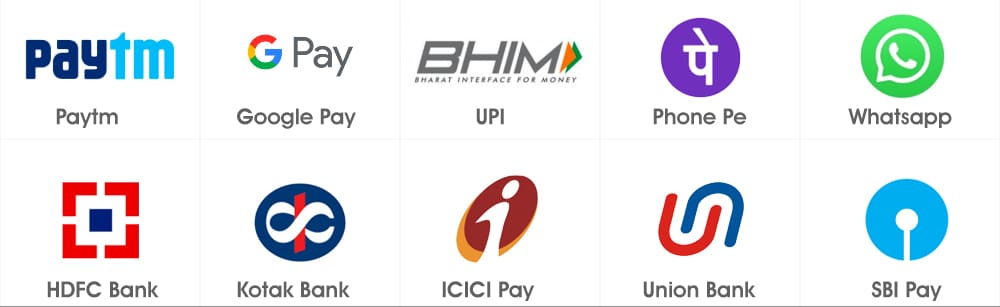 paytm
G Pay
BHIM
BHARAT INTERFACE FOR MONEY
पे
Paytm
Google Pay
UPI
Phone Pe
Whatsapp
i
HDFC Bank
Kotak Bank
ICICI Pay
Union Bank
SBI Pay